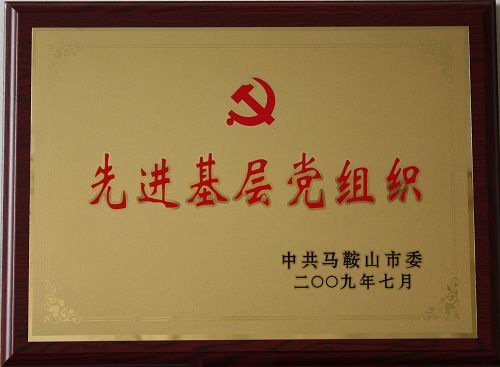 先进基层党组织
中共马鞍山市委
二〇〇九年七月